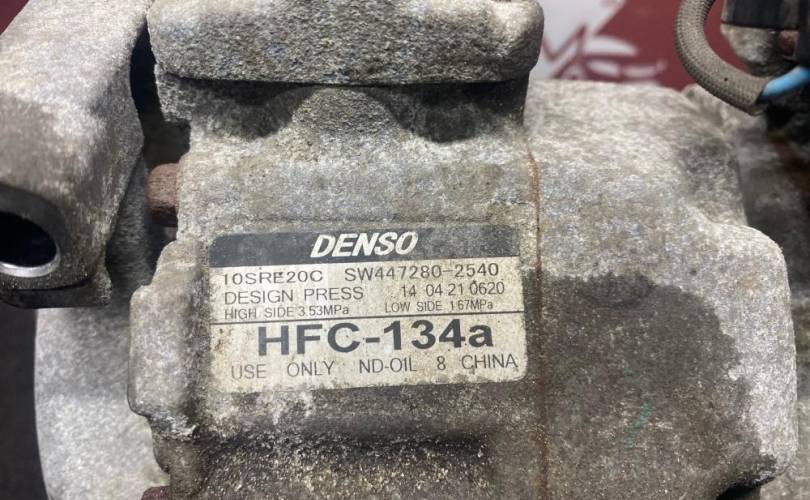 DENSO
10SRE20C SW447280-2540
DESIGN PRESS 14 04 21 0620
HIGH SIDE 3.53MPa LOW SIDE 1.67MPa
HFC-134a
USE ONLY ND-OIL 8 CHINA